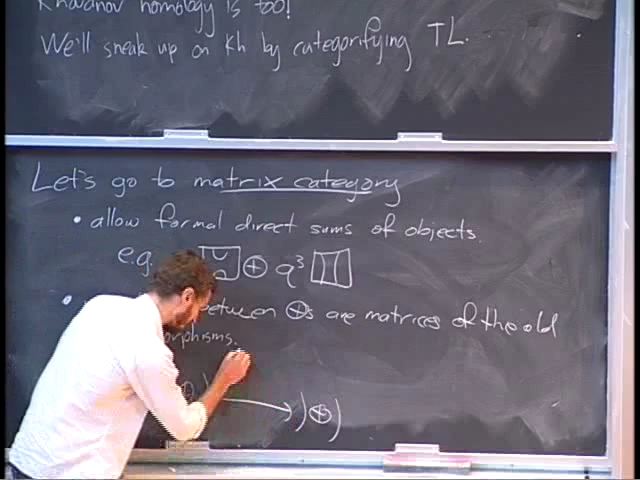 Khovanov homology is too!
We'll sneak up on Kh by categorifying TL.
Let's go to matrix category
• allow formal direct sums of objects.
e.g. ⊕ q³
• between ⊕s are matrices of the old
orphisms.
) ⟶ ) ⊕ )